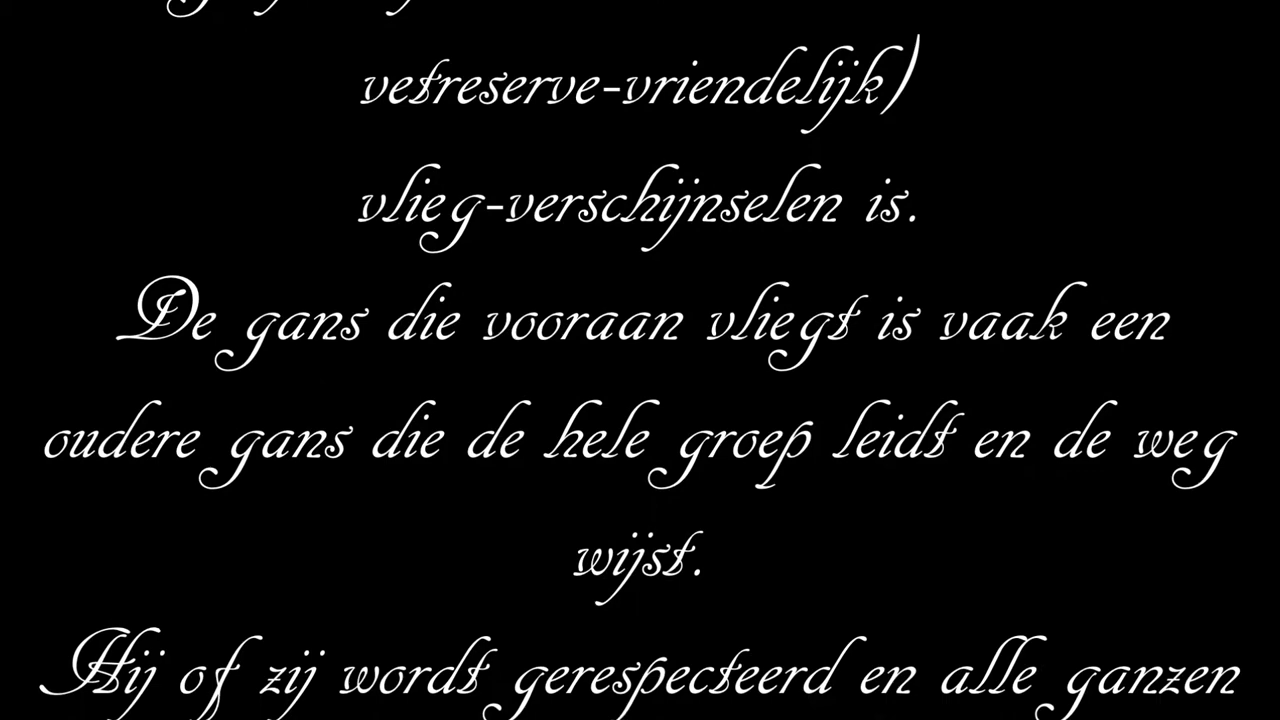 vetreserve-vriendelijk)
vlieg-verschijnselen is.
De gans die vooraan vliegt is vaak een
oudere gans die de hele groep leidt en de weg
wijst.
Hij of zij wordt gerespecteerd en alle ganzen